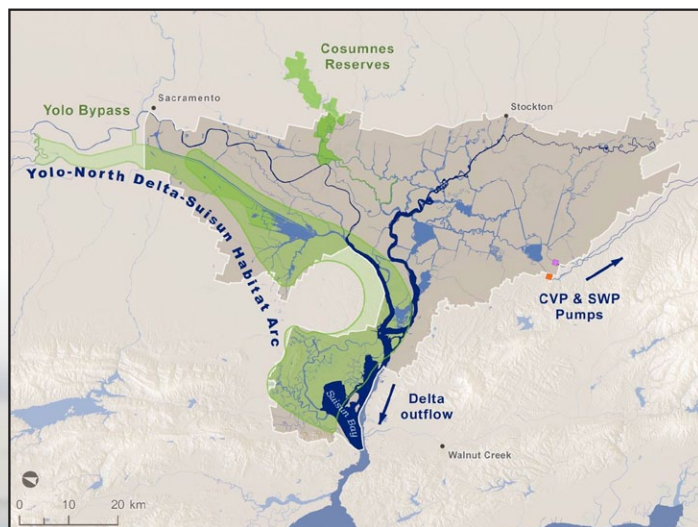 Cosumnes
Reserves
Yolo Bypass
Sacramento
Stockton
Yolo-North Delta-Suisun Habitat Arc
CVP & SWP
Pumps
Suisun Bay
Delta
outflow
Walnut Creek
0 10 20 km